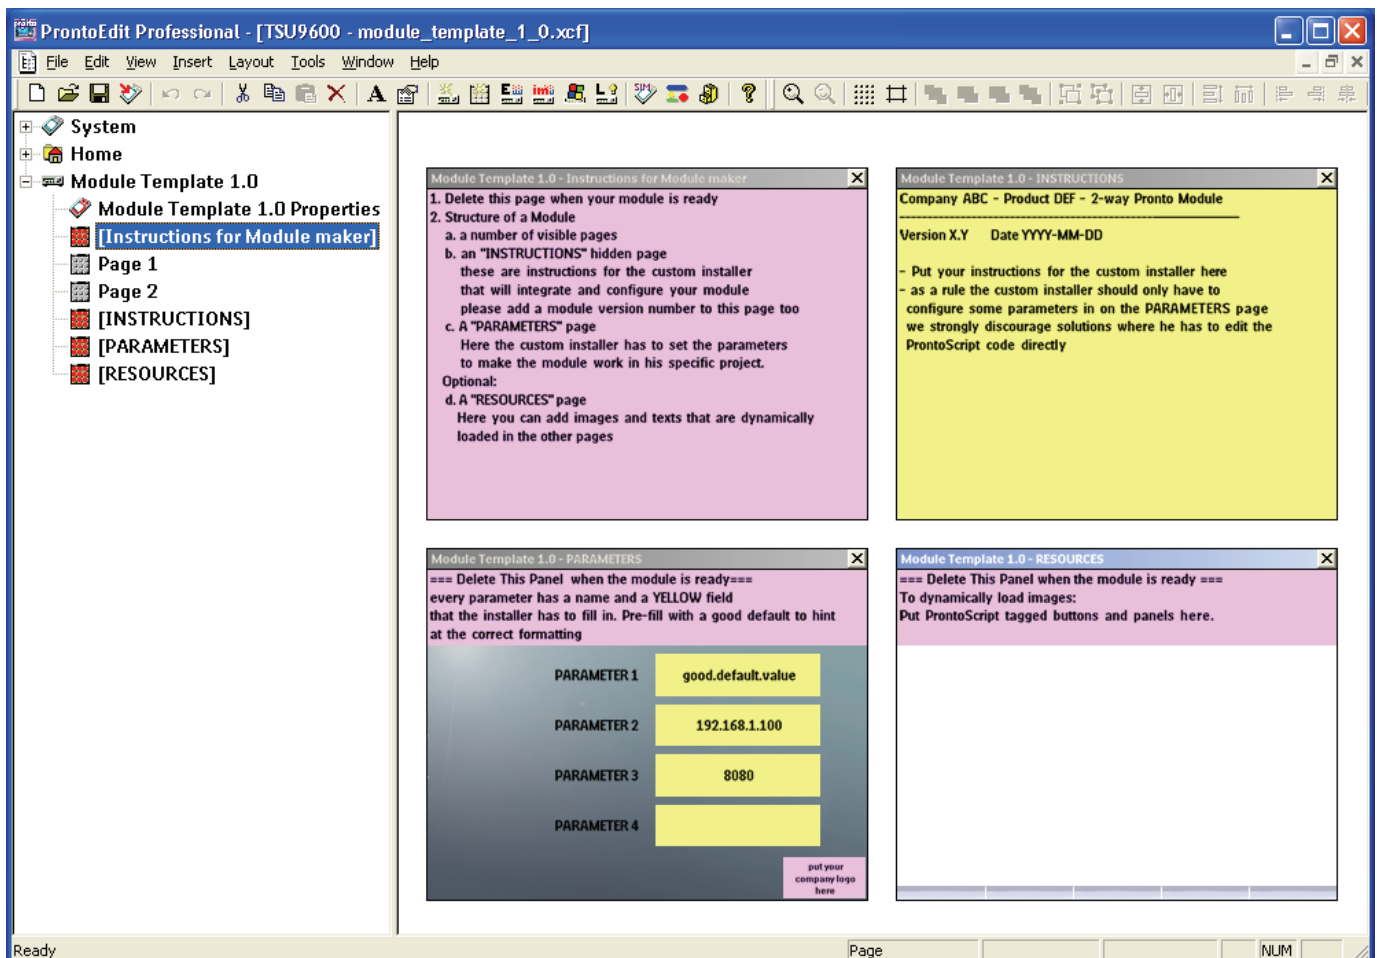 ProntoEdit Professional - [TSU9600 - module_template_1_0.xcf]
File Edit View Insert Layout Tools Window Help
System
Home
Module Template 1.0
Module Template 1.0 Properties
[Instructions for Module maker]
Page 1
Page 2
[INSTRUCTIONS]
[PARAMETERS]
[RESOURCES]
Module Template 1.0 - Instructions for Module maker
1. Delete this page when your module is ready
2. Structure of a Module
a. a number of visible pages
b. an "INSTRUCTIONS" hidden page
these are instructions for the custom installer
that will integrate and configure your module
please add a module version number to this page too
c. A "PARAMETERS" page
Here the custom installer has to set the parameters
to make the module work in his specific project.
Optional:
d. A "RESOURCES" page
Here you can add images and texts that are dynamically
loaded in the other pages
Module Template 1.0 - INSTRUCTIONS
Company ABC - Product DEF - 2-way Pronto Module
Version X.Y Date YYYY-MM-DD
- Put your instructions for the custom installer here
- as a rule the custom installer should only have to
configure some parameters in on the PARAMETERS page
we strongly discourage solutions where he has to edit the
ProntoScript code directly
Module Template 1.0 - PARAMETERS
=== Delete This Panel when the module is ready===
every parameter has a name and a YELLOW field
that the installer has to fill in. Pre-fill with a good default to hint
at the correct formatting
PARAMETER 1 good.default.value
PARAMETER 2 192.168.1.100
PARAMETER 3 8080
PARAMETER 4
put your
company logo
here
Module Template 1.0 - RESOURCES
=== Delete This Panel when the module is ready ===
To dynamically load images:
Put ProntoScript tagged buttons and panels here.
Ready Page NUM